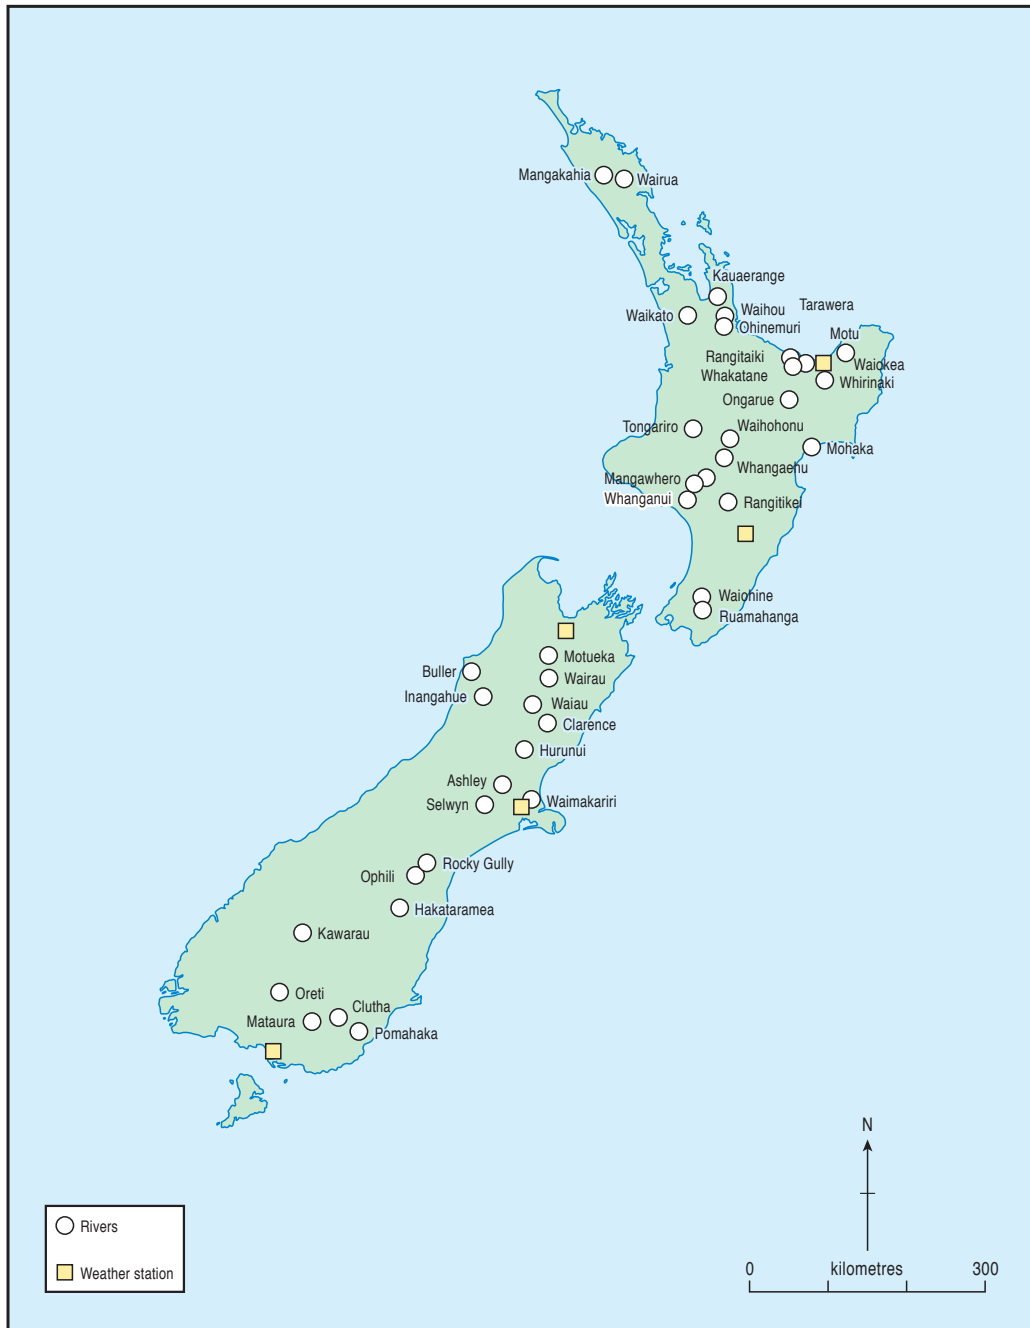 Mangakahia
Wairua
Kauaerange
Tarawera
Waikato
Waihou
Ohinemuri
Motu
Rangitaiki
Waiokea
Whakatane
Whirinaki
Ongarue
Tongariro
Waihohonu
Mohaka
Whangaehu
Mangawhero
Whanganui
Rangitikei
Waiohine
Ruamahanga
Motueka
Buller
Wairau
Inangahue
Waiau
Clarence
Hurunui
Ashley
Selwyn
Waimakariri
Rocky Gully
Ophili
Hakataramea
Kawarau
Oreti
Clutha
Mataura
Pomahaka
N
Rivers
Weather station
0 kilometres 300